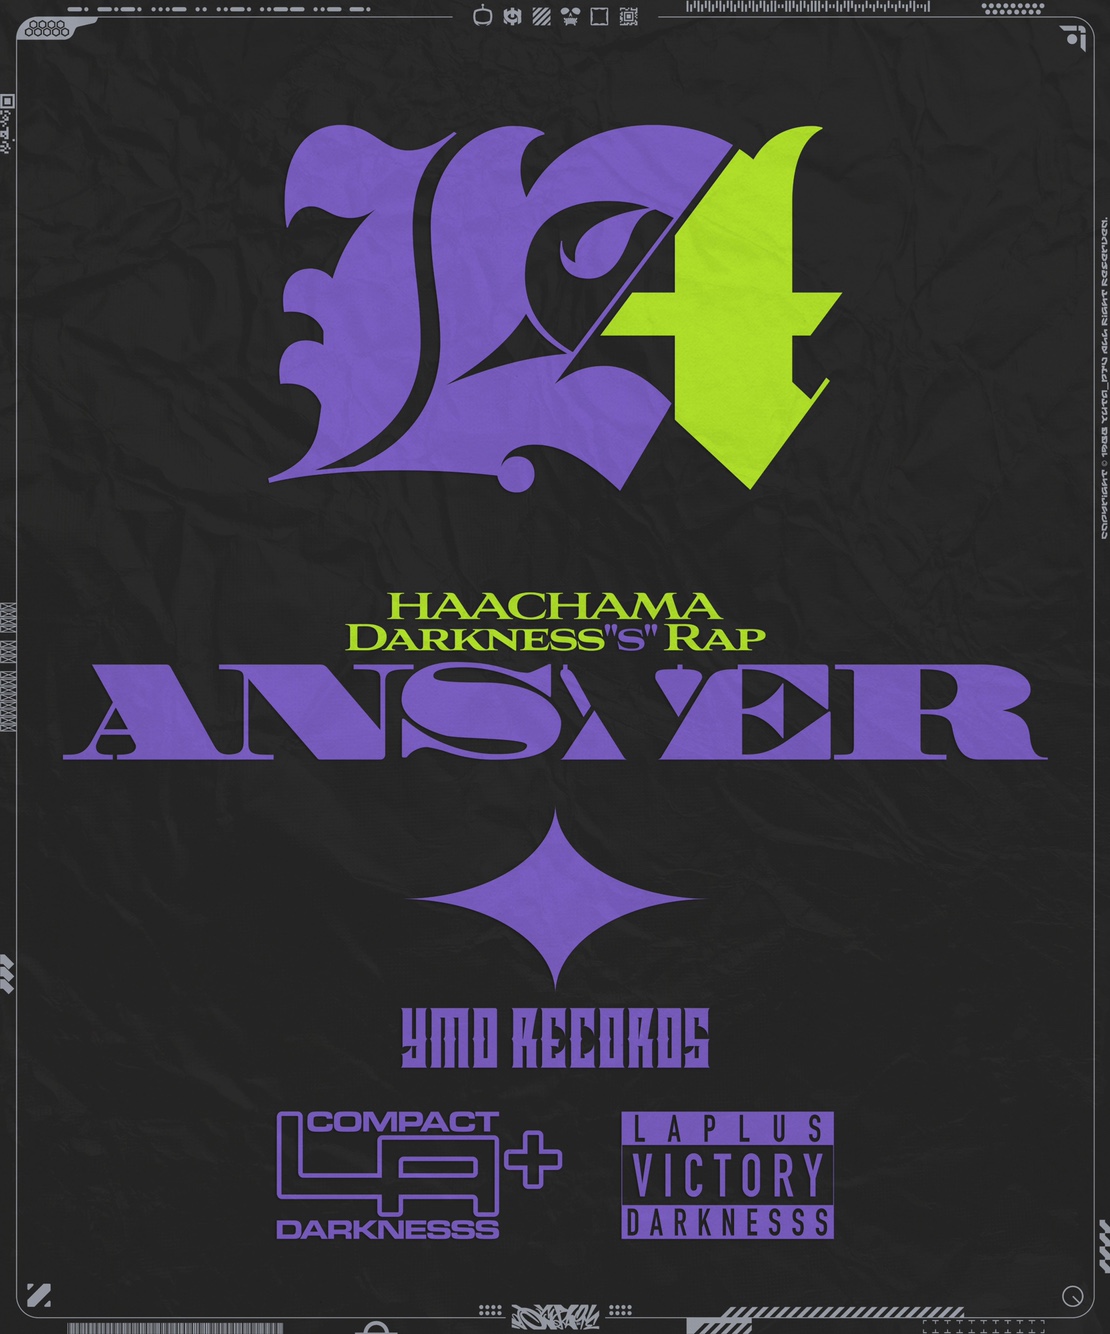 L4
HAACHAMA
DARKNESS"S" RAP
ANSWER
YMO RECORDS
COMPACT
LA+
DARKNESSS
LAPLUS
VICTORY
DARKNESSS